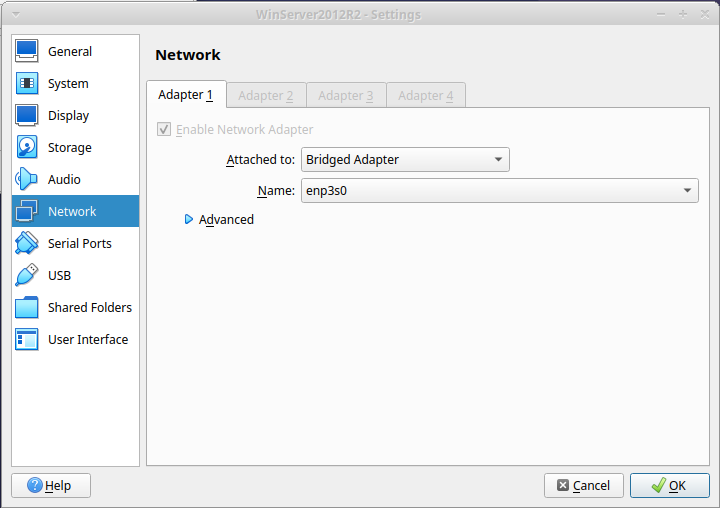 WinServer2012R2 - Settings
General
System
Display
Storage
Audio
Network
Serial Ports
USB
Shared Folders
User Interface
Network
Adapter 1
Adapter 2
Adapter 3
Adapter 4
Enable Network Adapter
Attached to: Bridged Adapter
Name: enp3s0
Advanced
Help
Cancel
OK